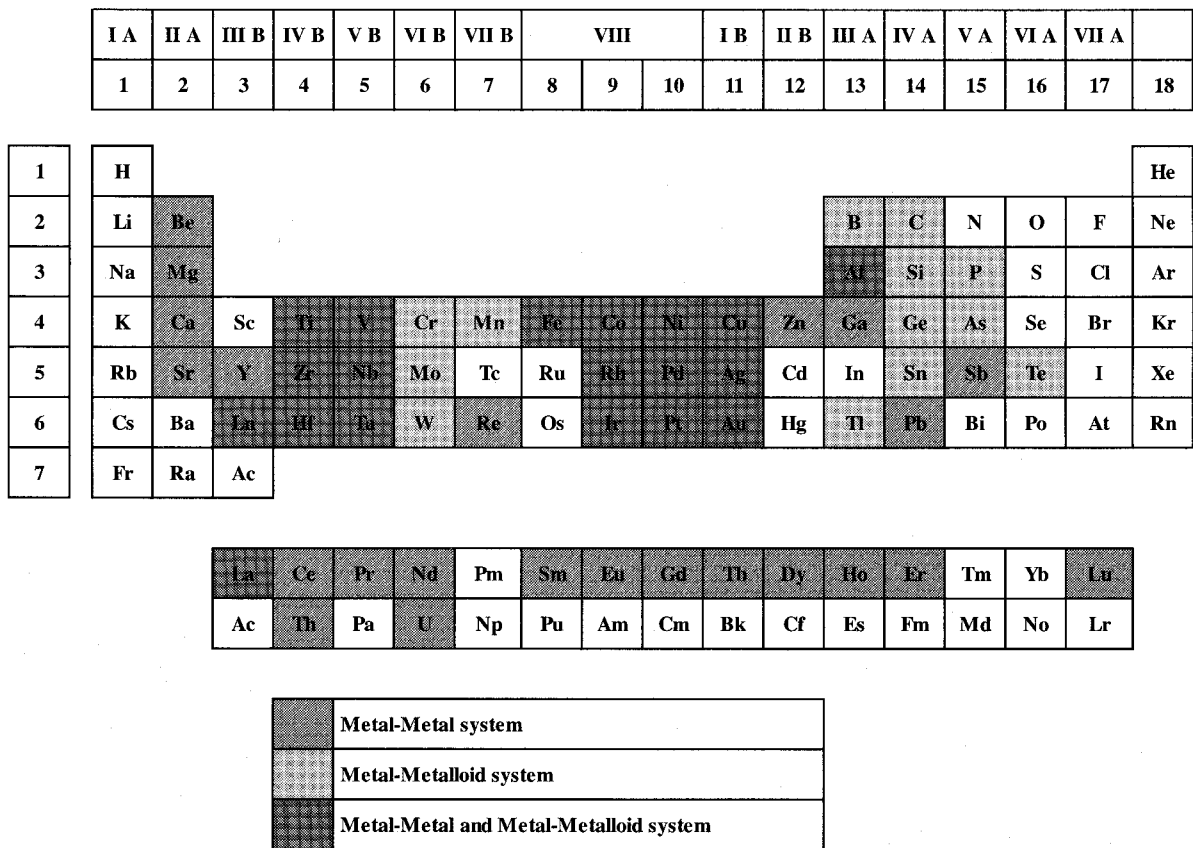 I A II A III B IV B V B VI B VII B VIII I B II B III A IV A V A VI A VII A
1 2 3 4 5 6 7 8 9 10 11 12 13 14 15 16 17 18
1 H He
2 Li Be B C N O F Ne
3 Na Mg Al Si P S Cl Ar
4 K Ca Sc Ti V Cr Mn Fe Co Ni Cu Zn Ga Ge As Se Br Kr
5 Rb Sr Y Zr Nb Mo Tc Ru Rh Pd Ag Cd In Sn Sb Te I Xe
6 Cs Ba Ln Hf Ta W Re Os Ir Pt Au Hg Tl Pb Bi Po At Rn
7 Fr Ra Ac
La Ce Pr Nd Pm Sm Eu Gd Tb Dy Ho Er Tm Yb Lu
Ac Th Pa U Np Pu Am Cm Bk Cf Es Fm Md No Lr
Metal-Metal system
Metal-Metalloid system
Metal-Metal and Metal-Metalloid system